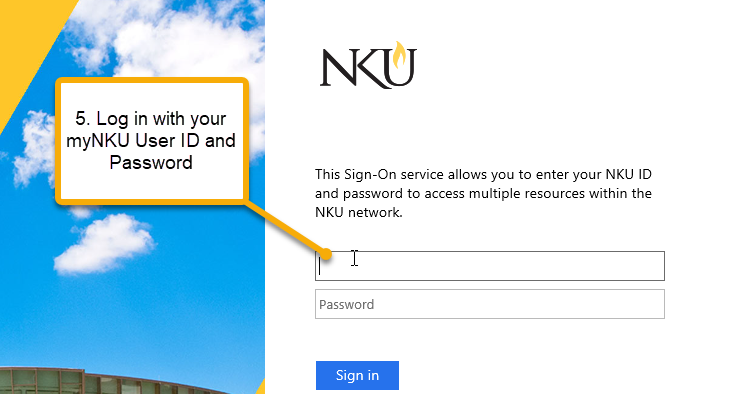 NKU
5. Log in with your
myNKU User ID and
Password
This Sign-On service allows you to enter your NKU ID
and password to access multiple resources within the
NKU network.
Password
Sign in